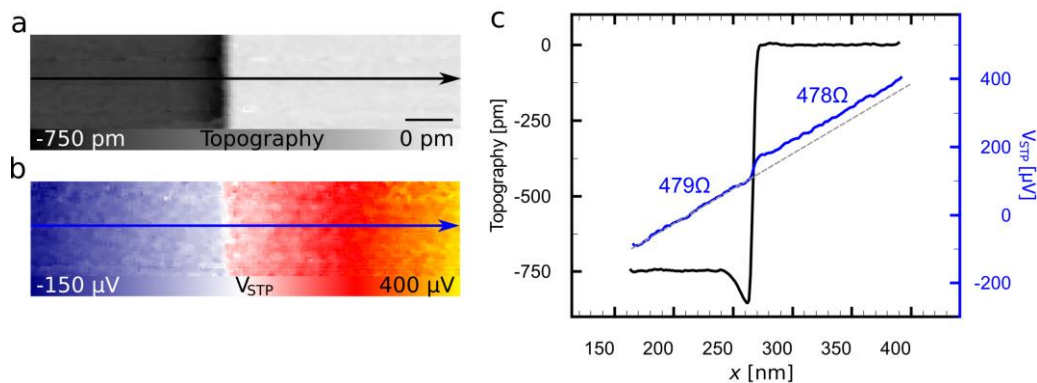 a
-750 pm Topography 0 pm
b
-150 µV V_STP 400 µV
c
Topography [pm]
0
-250
-500
-750
478Ω
479Ω
400
200
0
-200
V_STP [µV]
150 200 250 300 350 400
x [nm]